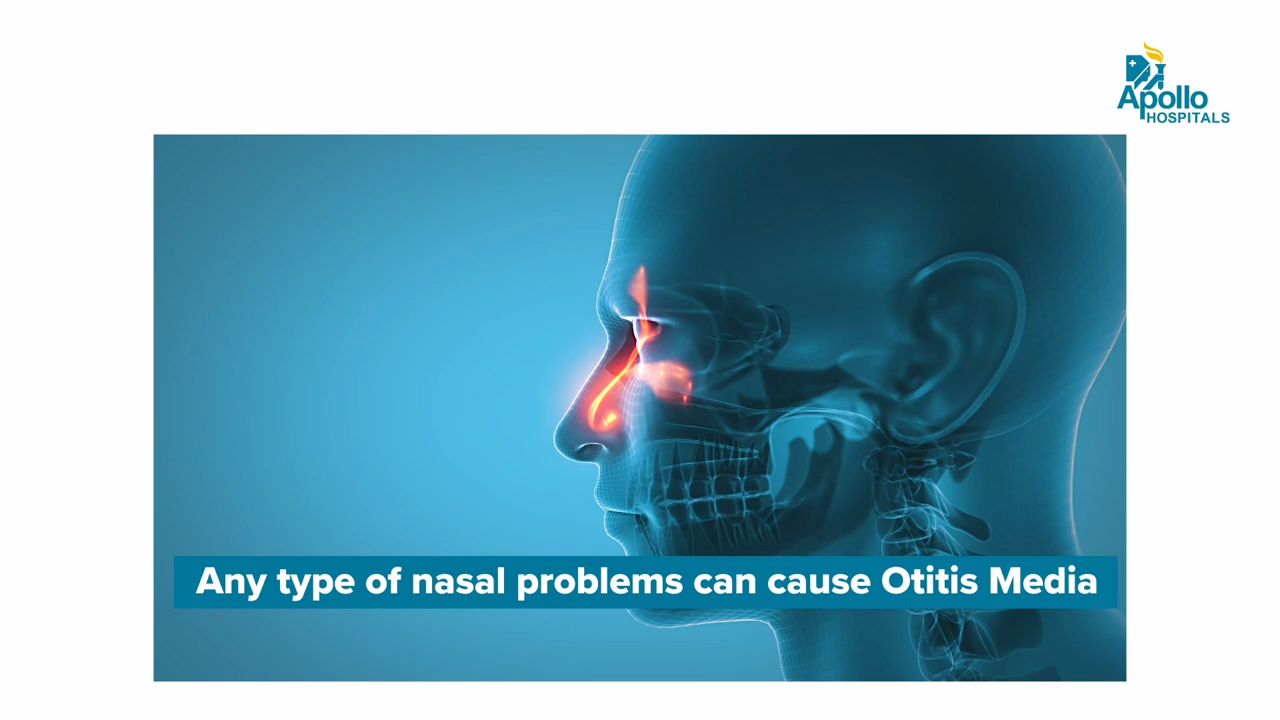 Apollo
HOSPITALS
Any type of nasal problems can cause Otitis Media